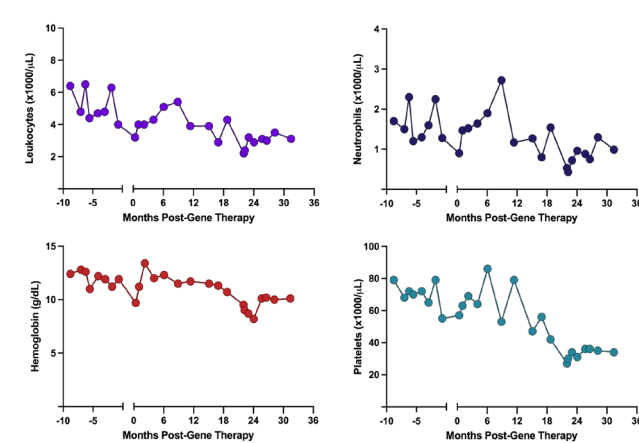 Leukocytes (x1000/μL)
10
8
6
4
2
-10 -5 0 6 12 18 24 30 36
Months Post-Gene Therapy
Neutrophils (x1000/μL)
4
3
2
1
-10 -5 0 6 12 18 24 30 36
Months Post-Gene Therapy
Hemoglobin (g/dL)
15
10
5
-10 -5 0 6 12 18 24 30 36
Months Post-Gene Therapy
Platelets (x1000/μL)
100
80
60
40
20
-10 -5 0 6 12 18 24 30
Months Post-Gene Therapy